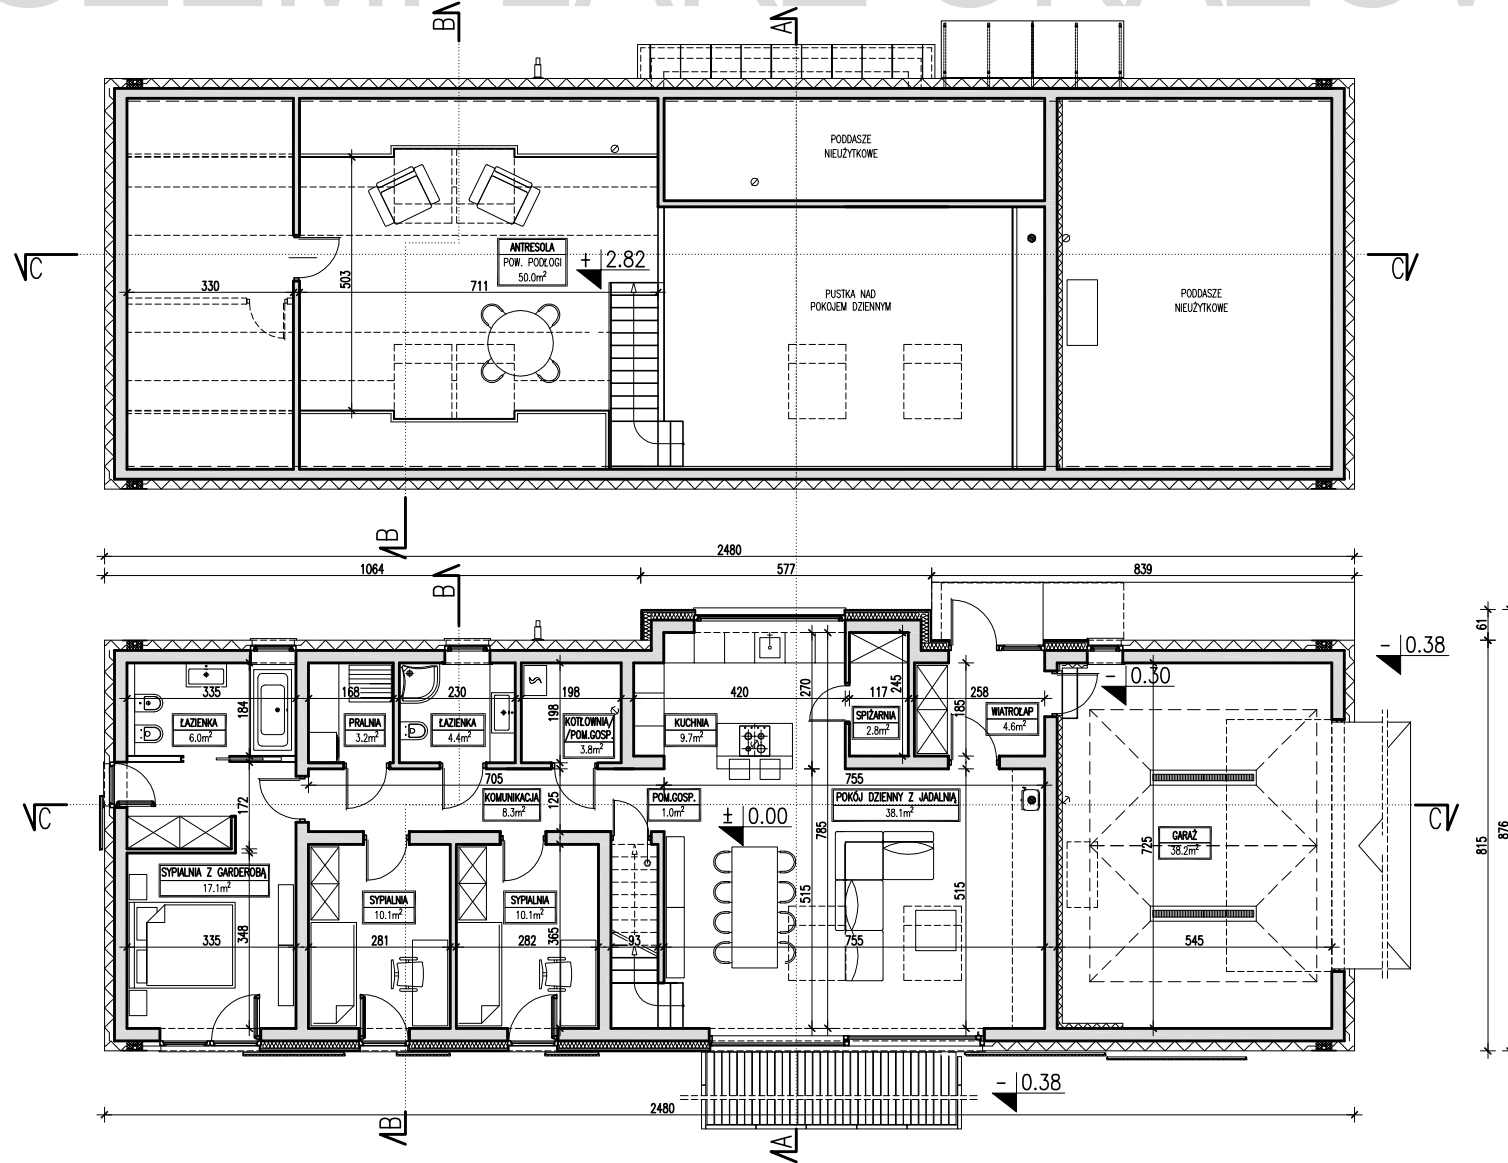 B
A
PODDASZE
NIEUŻYTKOWE
ANTRESOLA
POW. PODŁOGI
50.0m²
+ 2.82
C
C
330
503
711
PUSTKA NAD
POKOJEM DZIENNYM
PODDASZE
NIEUŻYTKOWE
B
2480
1064
577
839
B
61
- 0.38
335
168
230
198
420
270
117
245
258
- 0.30
184
198
185
ŁAZIENKA
6.0m²
PRALNIA
3.2m²
ŁAZIENKA
4.4m²
KOTŁOWNIA/
/POM.GOSP.
3.8m²
KUCHNIA
9.7m²
SPIŻARNIA
2.8m²
WIATROŁAP
4.6m²
705
755
172
KOMUNIKACJA
8.3m²
125
POM.GOSP.
1.0m²
POKÓJ DZIENNY Z JADALNIĄ
38.1m²
± 0.00
785
C
C
GARAŻ
38.2m²
725
815
876
SYPIALNIA Z GARDEROBĄ
17.1m²
SYPIALNIA
10.1m²
SYPIALNIA
10.1m²
515
515
335
348
281
282
365
93
755
545
- 0.38
2480
B
A